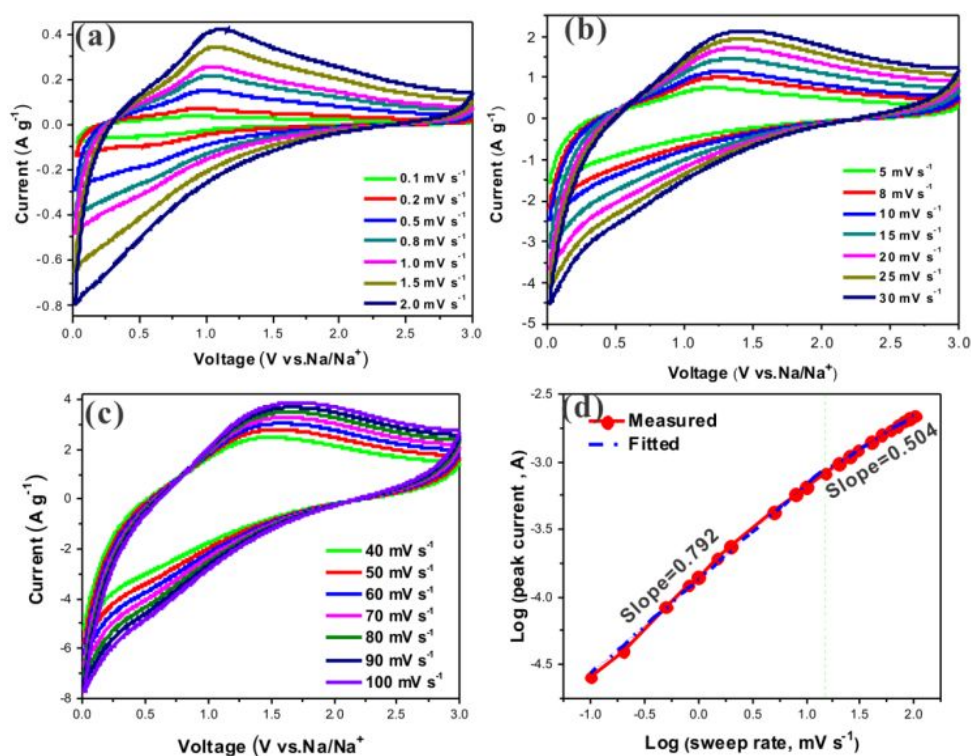 (a)
Current (A g⁻¹)
0.4
0.2
0.0
-0.2
-0.4
-0.6
-0.8
0.1 mV s⁻¹
0.2 mV s⁻¹
0.5 mV s⁻¹
0.8 mV s⁻¹
1.0 mV s⁻¹
1.5 mV s⁻¹
2.0 mV s⁻¹
0.0 0.5 1.0 1.5 2.0 2.5 3.0
Voltage (V vs.Na/Na⁺)
(b)
Current (A g⁻¹)
2
1
0
-1
-2
-3
-4
-5
5 mV s⁻¹
8 mV s⁻¹
10 mV s⁻¹
15 mV s⁻¹
20 mV s⁻¹
25 mV s⁻¹
30 mV s⁻¹
0.0 0.5 1.0 1.5 2.0 2.5 3.0
Voltage (V vs.Na/Na⁺)
(c)
Current (A g⁻¹)
4
2
0
-2
-4
-6
-8
40 mV s⁻¹
50 mV s⁻¹
60 mV s⁻¹
70 mV s⁻¹
80 mV s⁻¹
90 mV s⁻¹
100 mV s⁻¹
0.0 0.5 1.0 1.5 2.0 2.5 3.0
Voltage (V vs.Na/Na⁺
(d)
Log (peak current , A)
-2.5
-3.0
-3.5
-4.0
-4.5
Measured
Fitted
Slope=0.504
Slope=0.792
-1.0 -0.5 0.0 0.5 1.0 1.5 2.0
Log (sweep rate, mV s⁻¹)